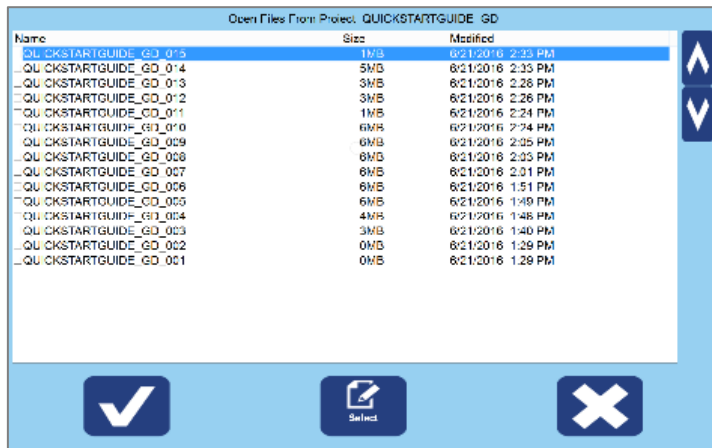 Open Files From Project QUICKSTARTGUIDE GD
Name Size Modified
QUICKSTARTGUIDE_GD_015 1MB 6/21/2016 2:33 PM
QUICKSTARTGUIDE_GD_014 5MB 6/21/2016 2:33 PM
QUICKSTARTGUIDE_GD_013 3MB 6/21/2016 2:28 PM
QUICKSTARTGUIDE_GD_012 3MB 6/21/2016 2:26 PM
QUICKSTARTGUIDE_GD_011 1MB 6/21/2016 2:24 PM
QUICKSTARTGUIDE_GD_010 6MB 6/21/2016 2:24 PM
QUICKSTARTGUIDE_GD_009 6MB 6/21/2016 2:05 PM
QUICKSTARTGUIDE_GD_008 6MB 6/21/2016 2:03 PM
QUICKSTARTGUIDE_GD_007 6MB 6/21/2016 2:01 PM
QUICKSTARTGUIDE_GD_006 6MB 6/21/2016 1:51 PM
QUICKSTARTGUIDE_GD_005 6MB 6/21/2016 1:49 PM
QUICKSTARTGUIDE_GD_004 4MB 6/21/2016 1:48 PM
QUICKSTARTGUIDE_GD_003 3MB 6/21/2016 1:40 PM
QUICKSTARTGUIDE_GD_002 0MB 6/21/2016 1:29 PM
QUICKSTARTGUIDE_GD_001 0MB 6/21/2016 1:29 PM
Select